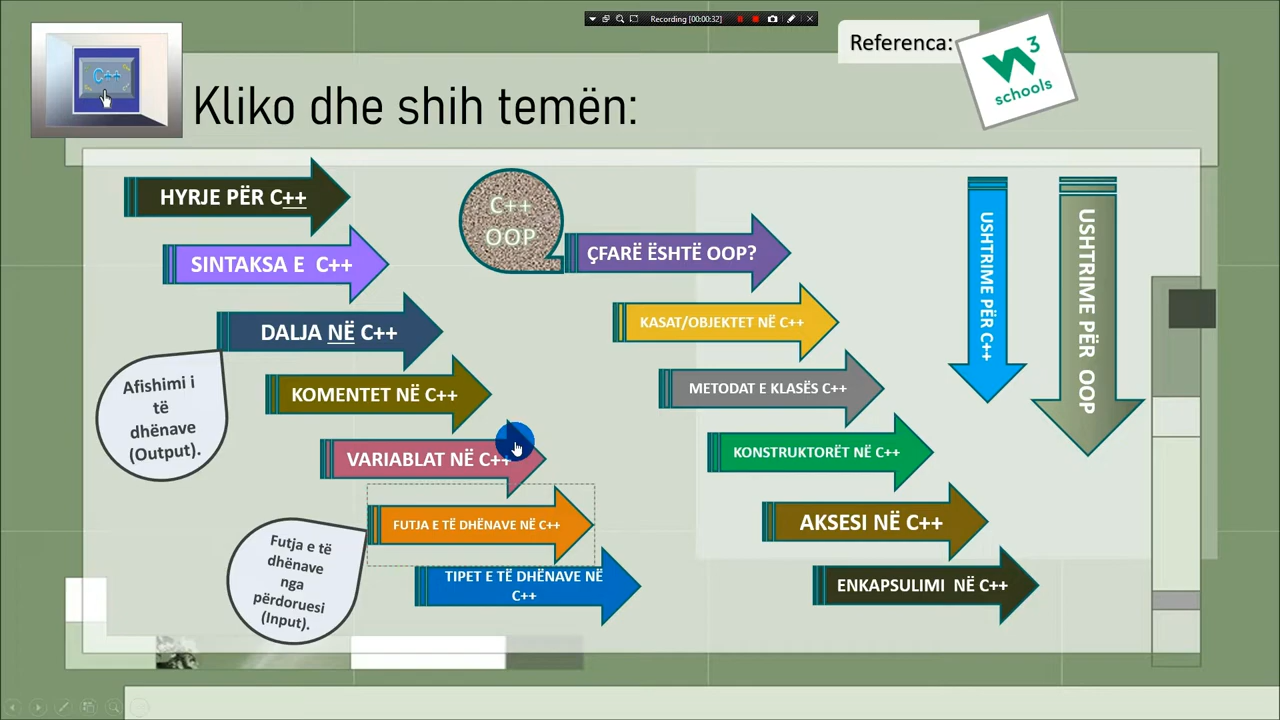 Recording [00:00:32]
Referenca:
W3
schools
C++
Kliko dhe shih temën:
HYRJE PËR C++
SINTAKSA E C++
DALJA NË C++
Afishimi i
të
dhënave
(Output).
KOMENTET NË C++
VARIABLAT NË C++
FUTJA E TË DHËNAVE NË C++
Futja e të
dhënave
nga
përdoruesi
(Input).
TIPET E TË DHËNAVE NË
C++
C++
OOP
ÇFARË ËSHTË OOP?
KASAT/OBJEKTET NË C++
METODAT E KLASËS C++
KONSTRUKTORËT NË C++
AKSESI NË C++
ENKAPSULIMI NË C++
USHTRIME PËR C++
USHTRIME PËR OOP